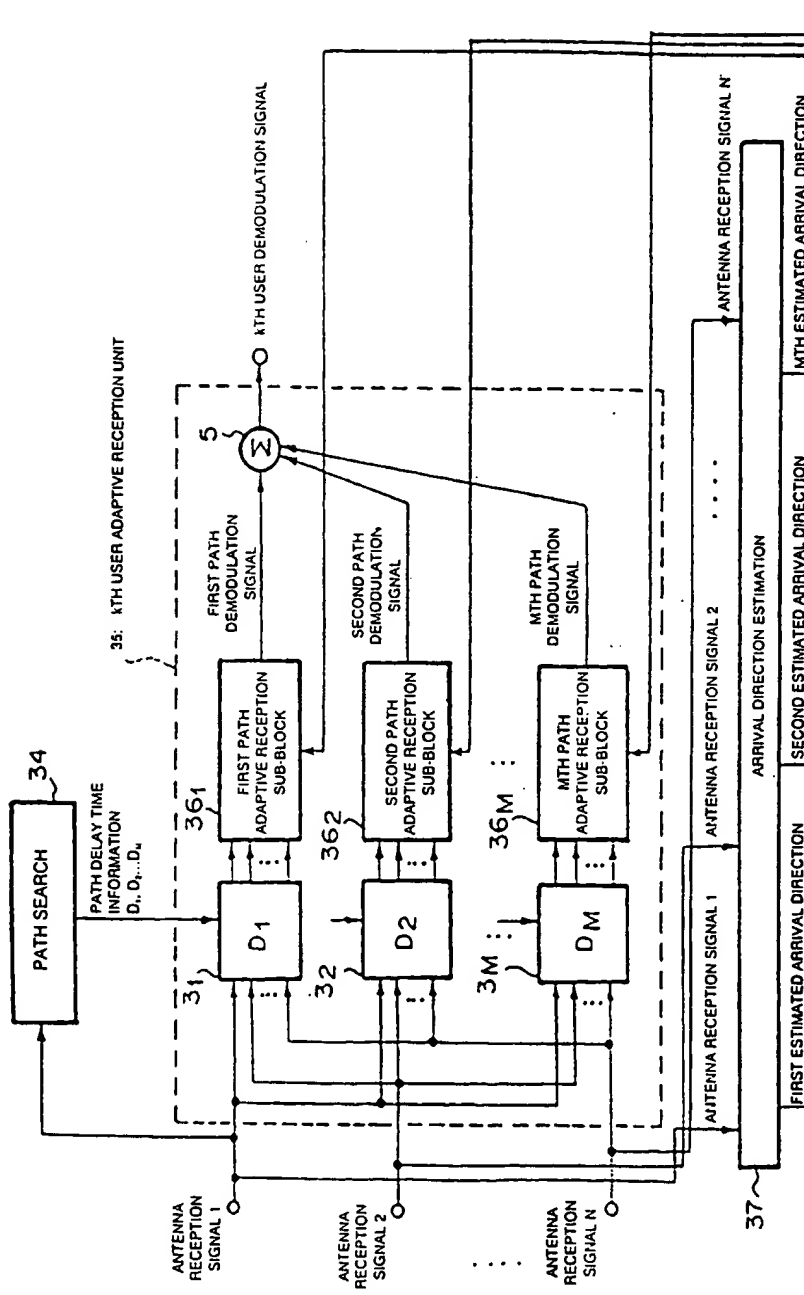 34
PATH SEARCH
PATH DELAY TIME
INFORMATION
35: kTH USER ADAPTIVE RECEPTION UNIT
ANTENNA
RECEPTION
SIGNAL 1
31
D1
361
FIRST PATH
ADAPTIVE RECEPTION
SUB-BLOCK
FIRST PATH
DEMODULATION
SIGNAL
5
Σ
kTH USER DEMODULATION SIGNAL
ANTENNA
RECEPTION
SIGNAL 2
32
D2
362
SECOND PATH
ADAPTIVE RECEPTION
SUB-BLOCK
SECOND PATH
DEMODULATION
SIGNAL
ANTENNA
RECEPTION
SIGNAL N
3M
DM
36M
MTH PATH
ADAPTIVE RECEPTION
SUB-BLOCK
MTH PATH
DEMODULATION
SIGNAL
ANTENNA RECEPTION SIGNAL 1
ANTENNA RECEPTION SIGNAL 2
ANTENNA RECEPTION SIGNAL N
37
ARRIVAL DIRECTION ESTIMATION
FIRST ESTIMATED ARRIVAL DIRECTION
SECOND ESTIMATED ARRIVAL DIRECTION
MTH ESTIMATED ARRIVAL DIRECTION